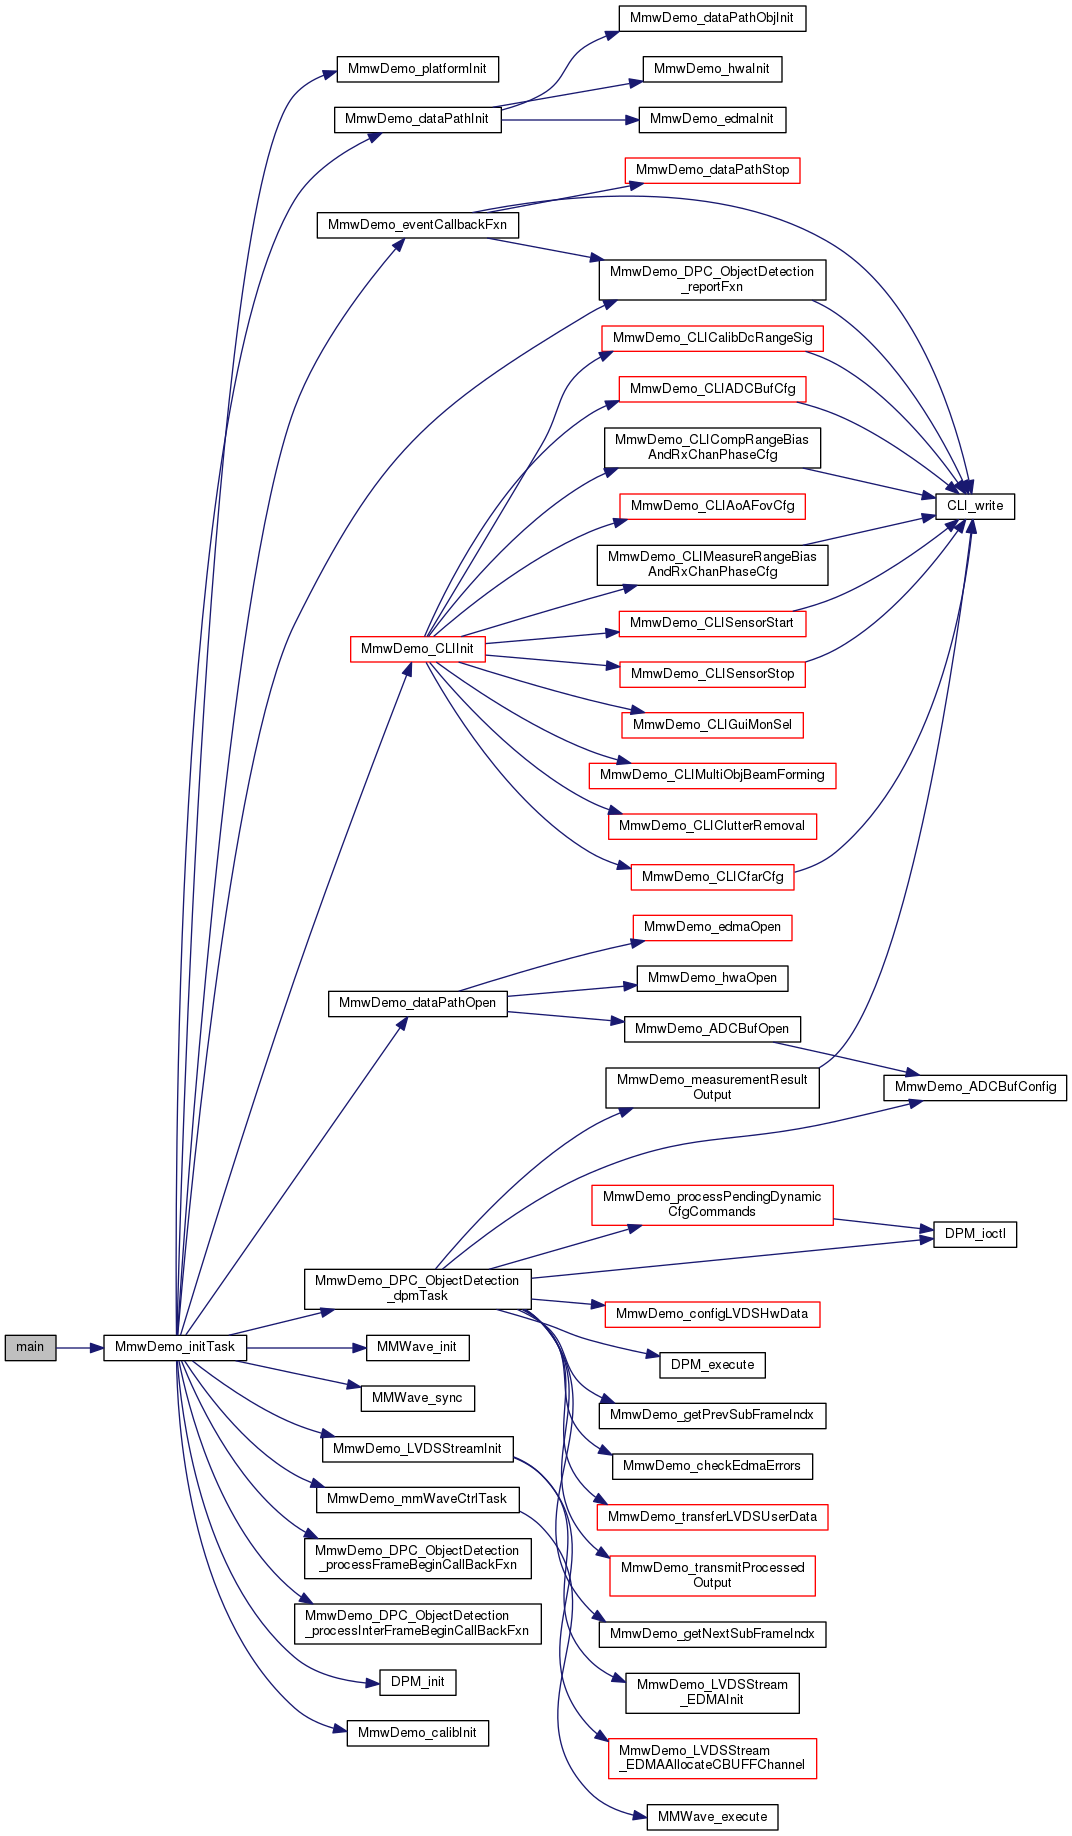 MmwDemo_dataPathObjInit
MmwDemo_platformInit
MmwDemo_hwaInit
MmwDemo_dataPathInit
MmwDemo_edmaInit
MmwDemo_dataPathStop
MmwDemo_eventCallbackFxn
MmwDemo_DPC_ObjectDetection
_reportFxn
MmwDemo_CLICalibDcRangeSig
MmwDemo_CLIADCBufCfg
MmwDemo_CLICompRangeBias
AndRxChanPhaseCfg
MmwDemo_CLIAoAFovCfg
CLI_write
MmwDemo_CLIMeasureRangeBias
AndRxChanPhaseCfg
MmwDemo_CLISensorStart
MmwDemo_CLIInit
MmwDemo_CLISensorStop
MmwDemo_CLIGuiMonSel
MmwDemo_CLIMultiObjBeamForming
MmwDemo_CLIClutterRemoval
MmwDemo_CLICfarCfg
MmwDemo_edmaOpen
MmwDemo_hwaOpen
MmwDemo_dataPathOpen
MmwDemo_ADCBufOpen
MmwDemo_measurementResult
Output
MmwDemo_ADCBufConfig
MmwDemo_processPendingDynamic
CfgCommands
DPM_ioctl
MmwDemo_DPC_ObjectDetection
_dpmTask
MmwDemo_configLVDSHwData
main
MmwDemo_initTask
MMWave_init
DPM_execute
MMWave_sync
MmwDemo_getPrevSubFrameIndx
MmwDemo_LVDSStreamInit
MmwDemo_checkEdmaErrors
MmwDemo_mmWaveCtrlTask
MmwDemo_transferLVDSUserData
MmwDemo_DPC_ObjectDetection
_processFrameBeginCallBackFxn
MmwDemo_transmitProcessed
Output
MmwDemo_DPC_ObjectDetection
_processInterFrameBeginCallBackFxn
MmwDemo_getNextSubFrameIndx
DPM_init
MmwDemo_LVDSStream
_EDMAInit
MmwDemo_calibInit
MmwDemo_LVDSStream
_EDMAAllocateCBUFFChannel
MMWave_execute